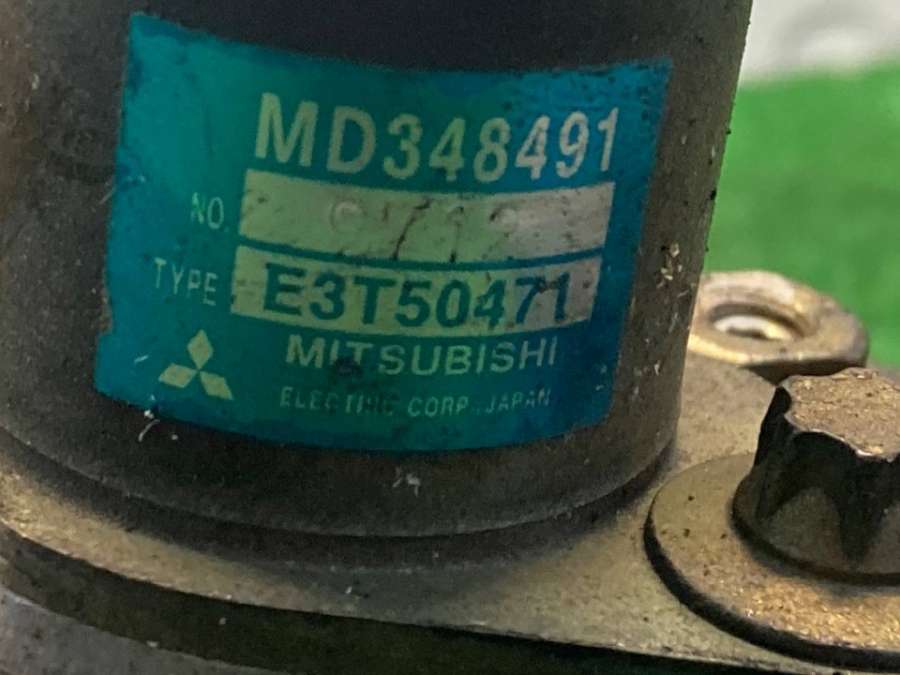 MD348491
NO.
TYPE E3T50471
MITSUBISHI
ELECTRIC CORP. JAPAN